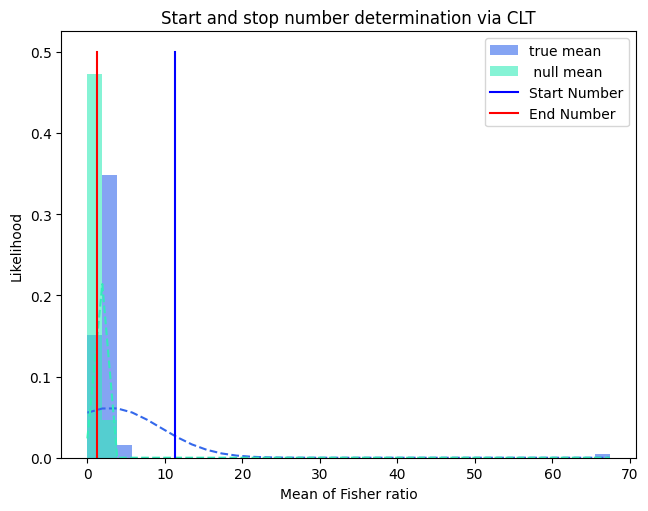 Start and stop number determination via CLT
true mean
null mean
Start Number
End Number
0.5
0.4
0.3
0.2
0.1
0.0
Likelihood
0 10 20 30 40 50 60 70
Mean of Fisher ratio